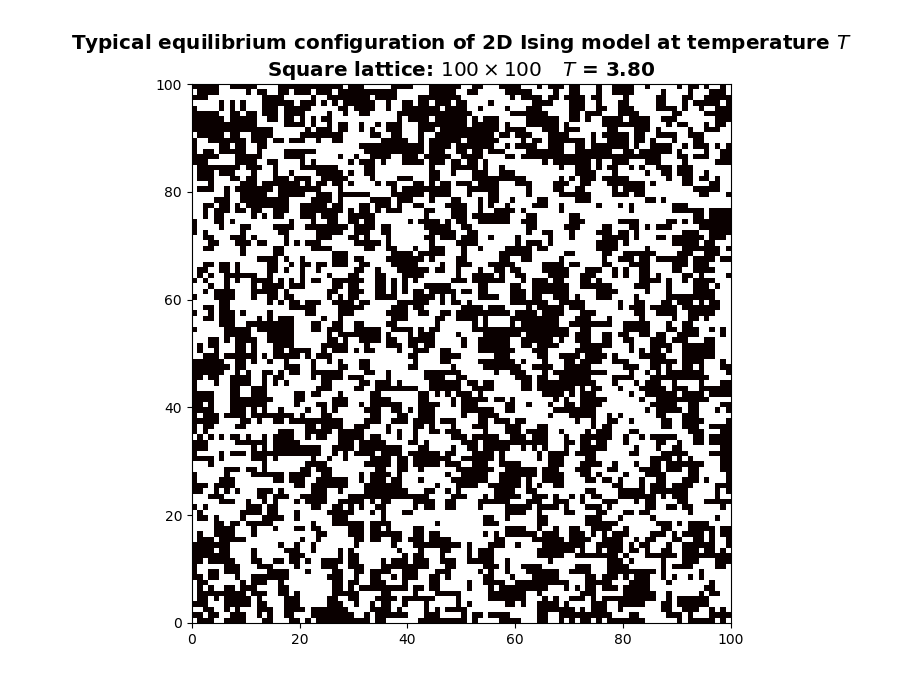 Typical equilibrium configuration of 2D Ising model at temperature T
Square lattice: 100 × 100 T = 3.80
100
80
60
40
20
0
0 20 40 60 80 100